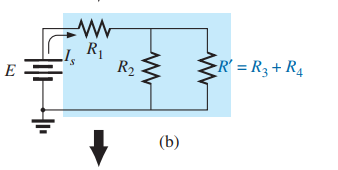 R₁
Iₛ
E
R₂
R′ = R₃ + R₄
(b)